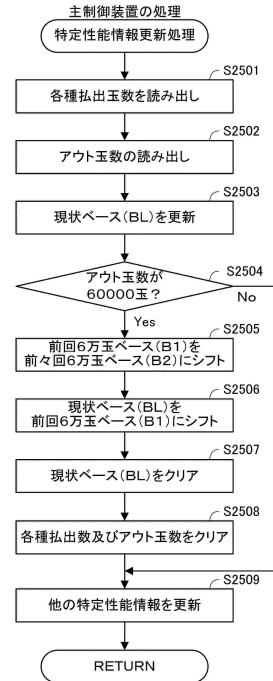 主制御装置の処理
特定性能情報更新処理
S2501
各種払出玉数を読み出し
S2502
アウト玉数の読み出し
S2503
現状ベース(BL)を更新
S2504
アウト玉数が
60000玉?
No
Yes
S2505
前回6万玉ベース(B1)を
前々回6万玉ベース(B2)にシフト
S2506
現状ベース(BL)を
前回6万玉ベース(B1)にシフト
S2507
現状ベース(BL)をクリア
S2508
各種払出数及びアウト玉数をクリア
S2509
他の特定性能情報を更新
RETURN